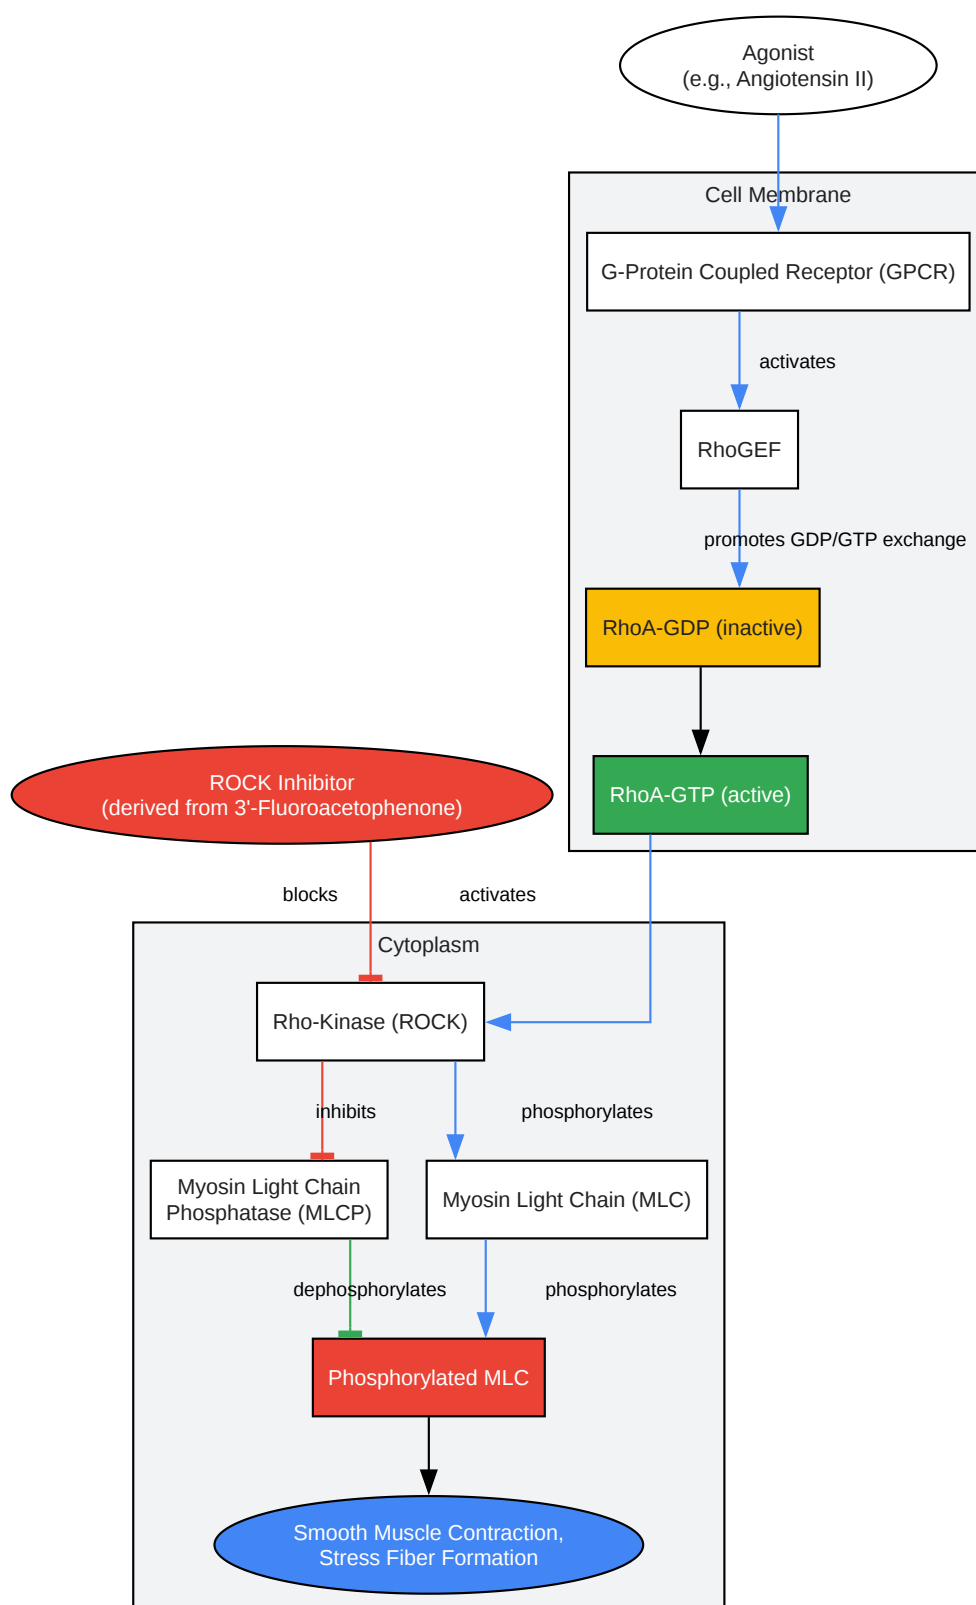 Agonist
(e.g., Angiotensin II)
Cell Membrane
G-Protein Coupled Receptor (GPCR)
activates
RhoGEF
promotes GDP/GTP exchange
RhoA-GDP (inactive)
RhoA-GTP (active)
ROCK Inhibitor
(derived from 3'-Fluoroacetophenone)
blocks
activates
Cytoplasm
Rho-Kinase (ROCK)
inhibits
phosphorylates
Myosin Light Chain
Phosphatase (MLCP)
Myosin Light Chain (MLC)
dephosphorylates
phosphorylates
Phosphorylated MLC
Smooth Muscle Contraction,
Stress Fiber Formation